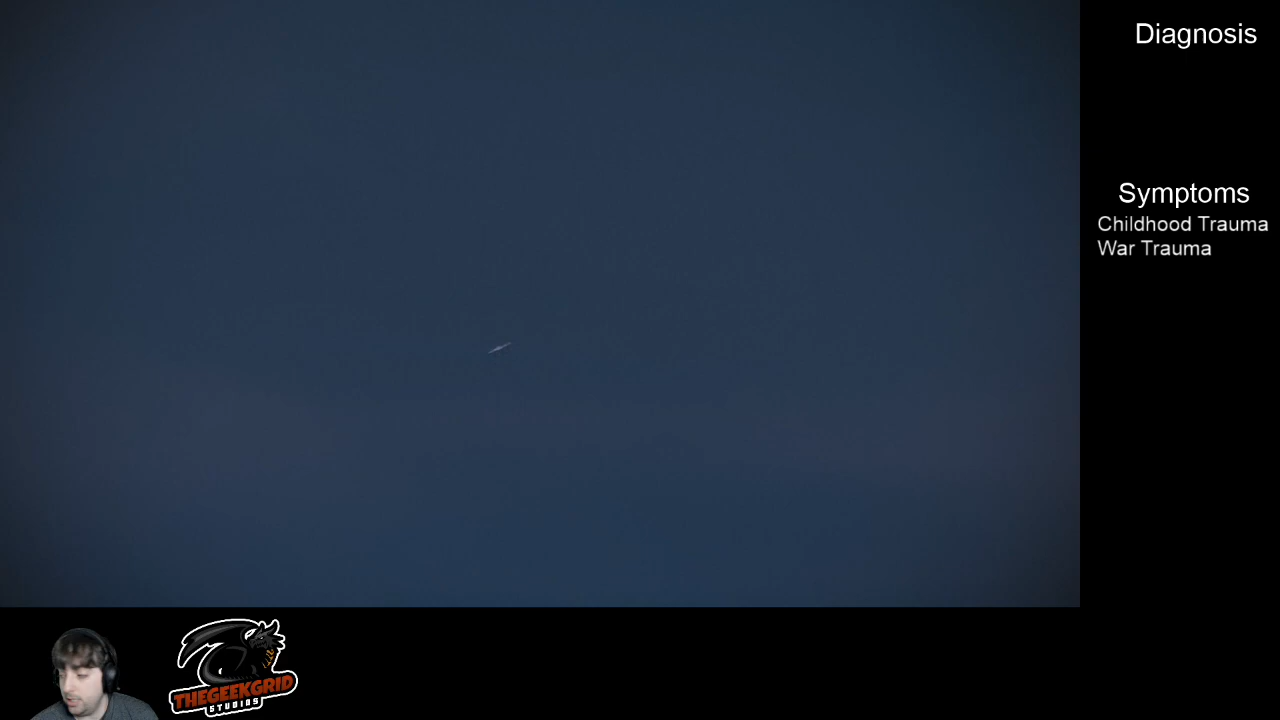 Diagnosis
Symptoms
Childhood Trauma
War Trauma
THEGEEKGRID
STUDIOS